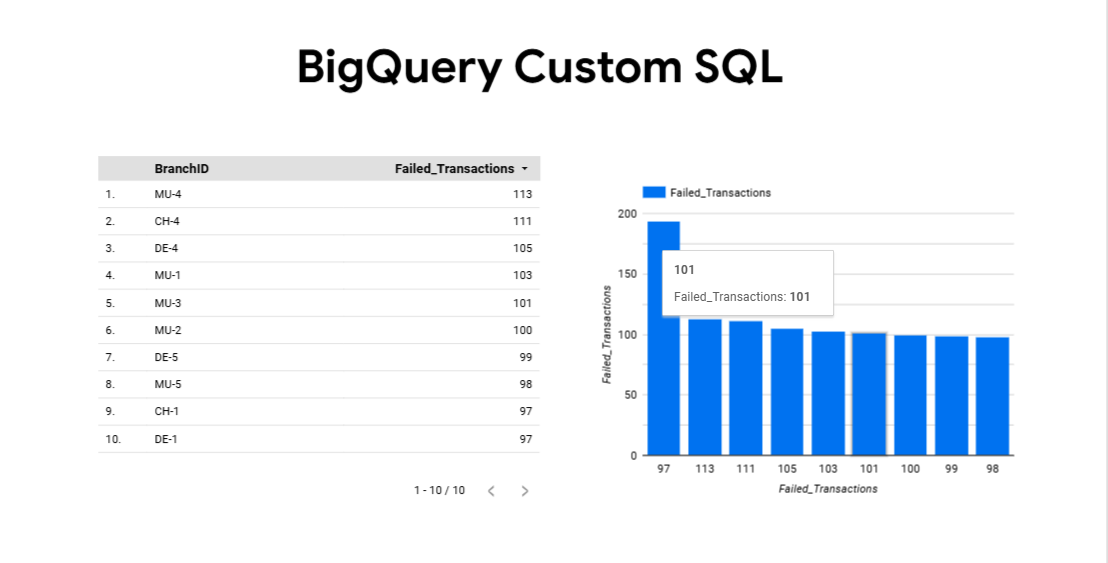 BigQuery Custom SQL
BranchID Failed_Transactions
1. MU-4 113
2. CH-4 111
3. DE-4 105
4. MU-1 103
5. MU-3 101
6. MU-2 100
7. DE-5 99
8. MU-5 98
9. CH-1 97
10. DE-1 97
1 - 10 / 10
Failed_Transactions
200
150
100
50
0
Failed_Transactions
101
Failed_Transactions: 101
97 113 111 105 103 101 100 99 98
Failed_Transactions